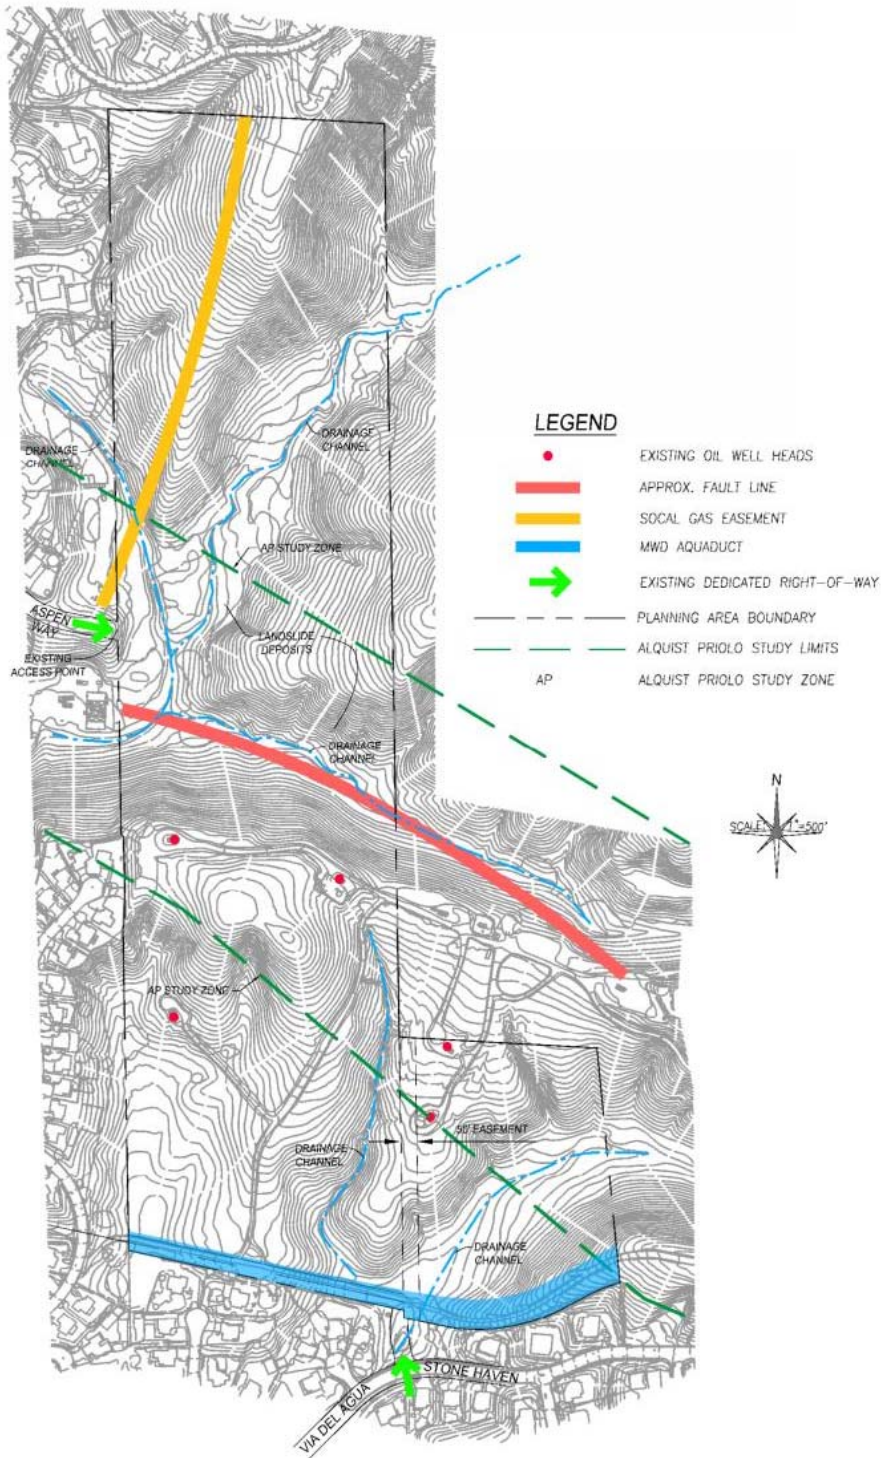 DRAINAGE
CHANNEL
DRAINAGE
CHANNEL
LEGEND
EXISTING OIL WELL HEADS
APPROX. FAULT LINE
SOCAL GAS EASEMENT
MWD AQUADUCT
EXISTING DEDICATED RIGHT-OF-WAY
PLANNING AREA BOUNDARY
ALQUIST PRIOLO STUDY LIMITS
AP
ALQUIST PRIOLO STUDY ZONE
AP STUDY ZONE
ASPEN
WAY
LANDSLIDE
DEPOSITS
EXISTING
ACCESS POINT
DRAINAGE
CHANNEL
N
SCALE: 1"=500'
AP STUDY ZONE
50' EASEMENT
DRAINAGE
CHANNEL
DRAINAGE
CHANNEL
STONE HAVEN
VIA DEL AGUA